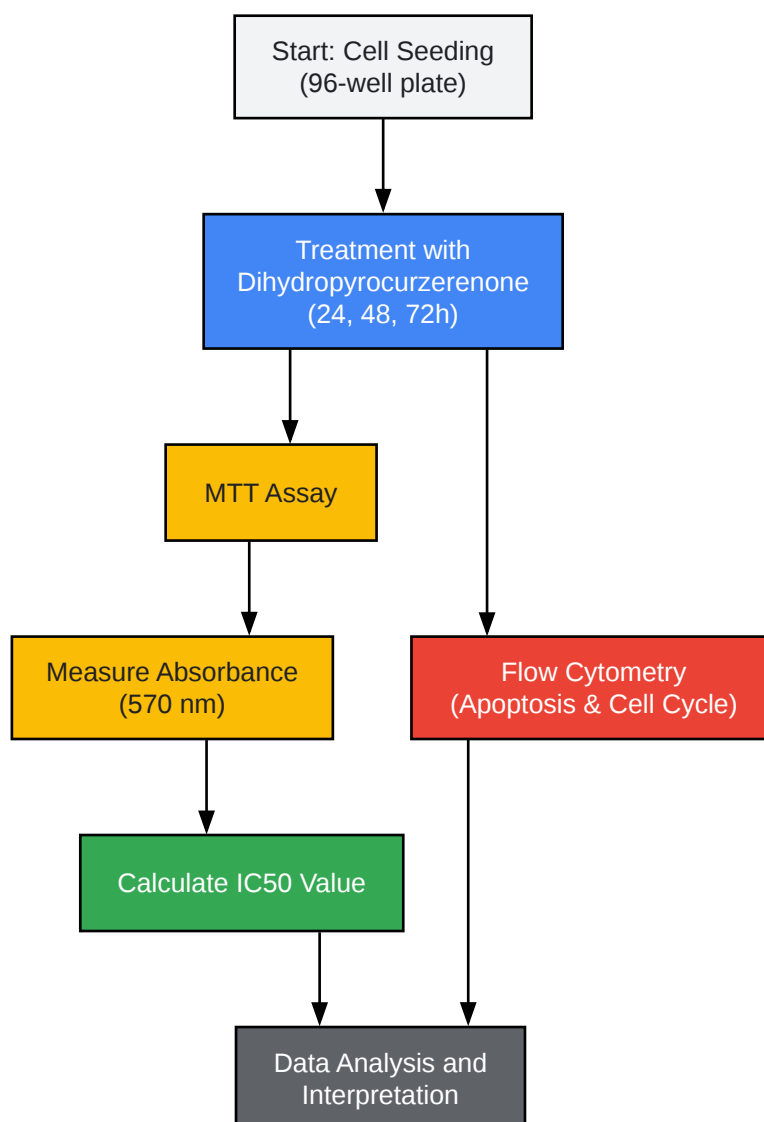 Start: Cell Seeding
(96-well plate)
Treatment with
Dihydropyrocurzerenone
(24, 48, 72h)
MTT Assay
Measure Absorbance
(570 nm)
Flow Cytometry
(Apoptosis & Cell Cycle)
Calculate IC50 Value
Data Analysis and
Interpretation